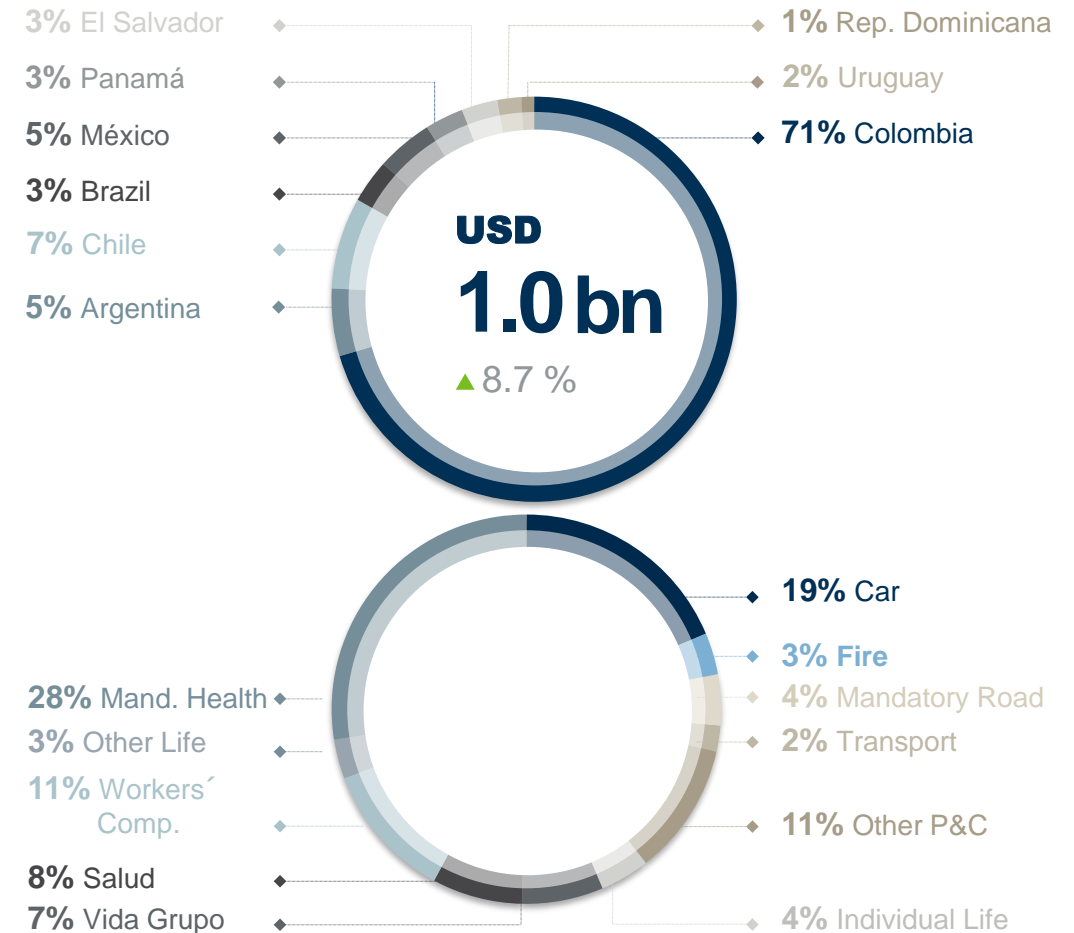 3% El Salvador
3% Panamá
5% México
3% Brazil
7% Chile
5% Argentina
1% Rep. Dominicana
2% Uruguay
71% Colombia
USD
1.0 bn
8.7 %
28% Mand. Health
3% Other Life
11% Workers´
Comp.
8% Salud
7% Vida Grupo
19% Car
3% Fire
4% Mandatory Road
2% Transport
11% Other P&C
4% Individual Life